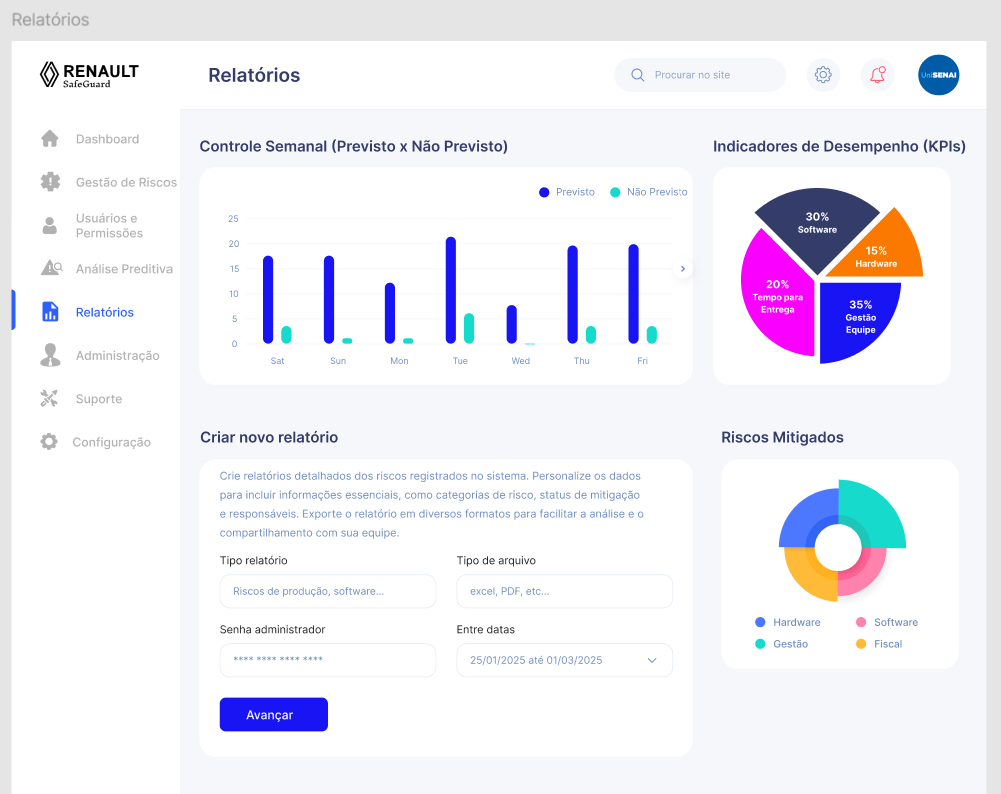 Relatórios
RENAULT
SafeGuard
Relatórios
Procurar no site
UniSENAI
Dashboard
Gestão de Riscos
Usuários e
Permissões
Análise Preditiva
Relatórios
Administração
Suporte
Configuração
Controle Semanal (Previsto x Não Previsto)
Previsto
Não Previsto
25
20
15
10
5
0
Sat
Sun
Mon
Tue
Wed
Thu
Fri
Indicadores de Desempenho (KPIs)
30%
Software
15%
Hardware
20%
Tempo para
Entrega
35%
Gestão
Equipe
Criar novo relatório
Crie relatórios detalhados dos riscos registrados no sistema. Personalize os dados
para incluir informações essenciais, como categorias de risco, status de mitigação
e responsáveis. Exporte o relatório em diversos formatos para facilitar a análise e o
compartilhamento com sua equipe.
Tipo relatório
Tipo de arquivo
Riscos de produção, software...
excel, PDF, etc...
Senha administrador
Entre datas
**** **** **** ****
25/01/2025 até 01/03/2025
Avançar
Riscos Mitigados
Hardware
Software
Gestão
Fiscal